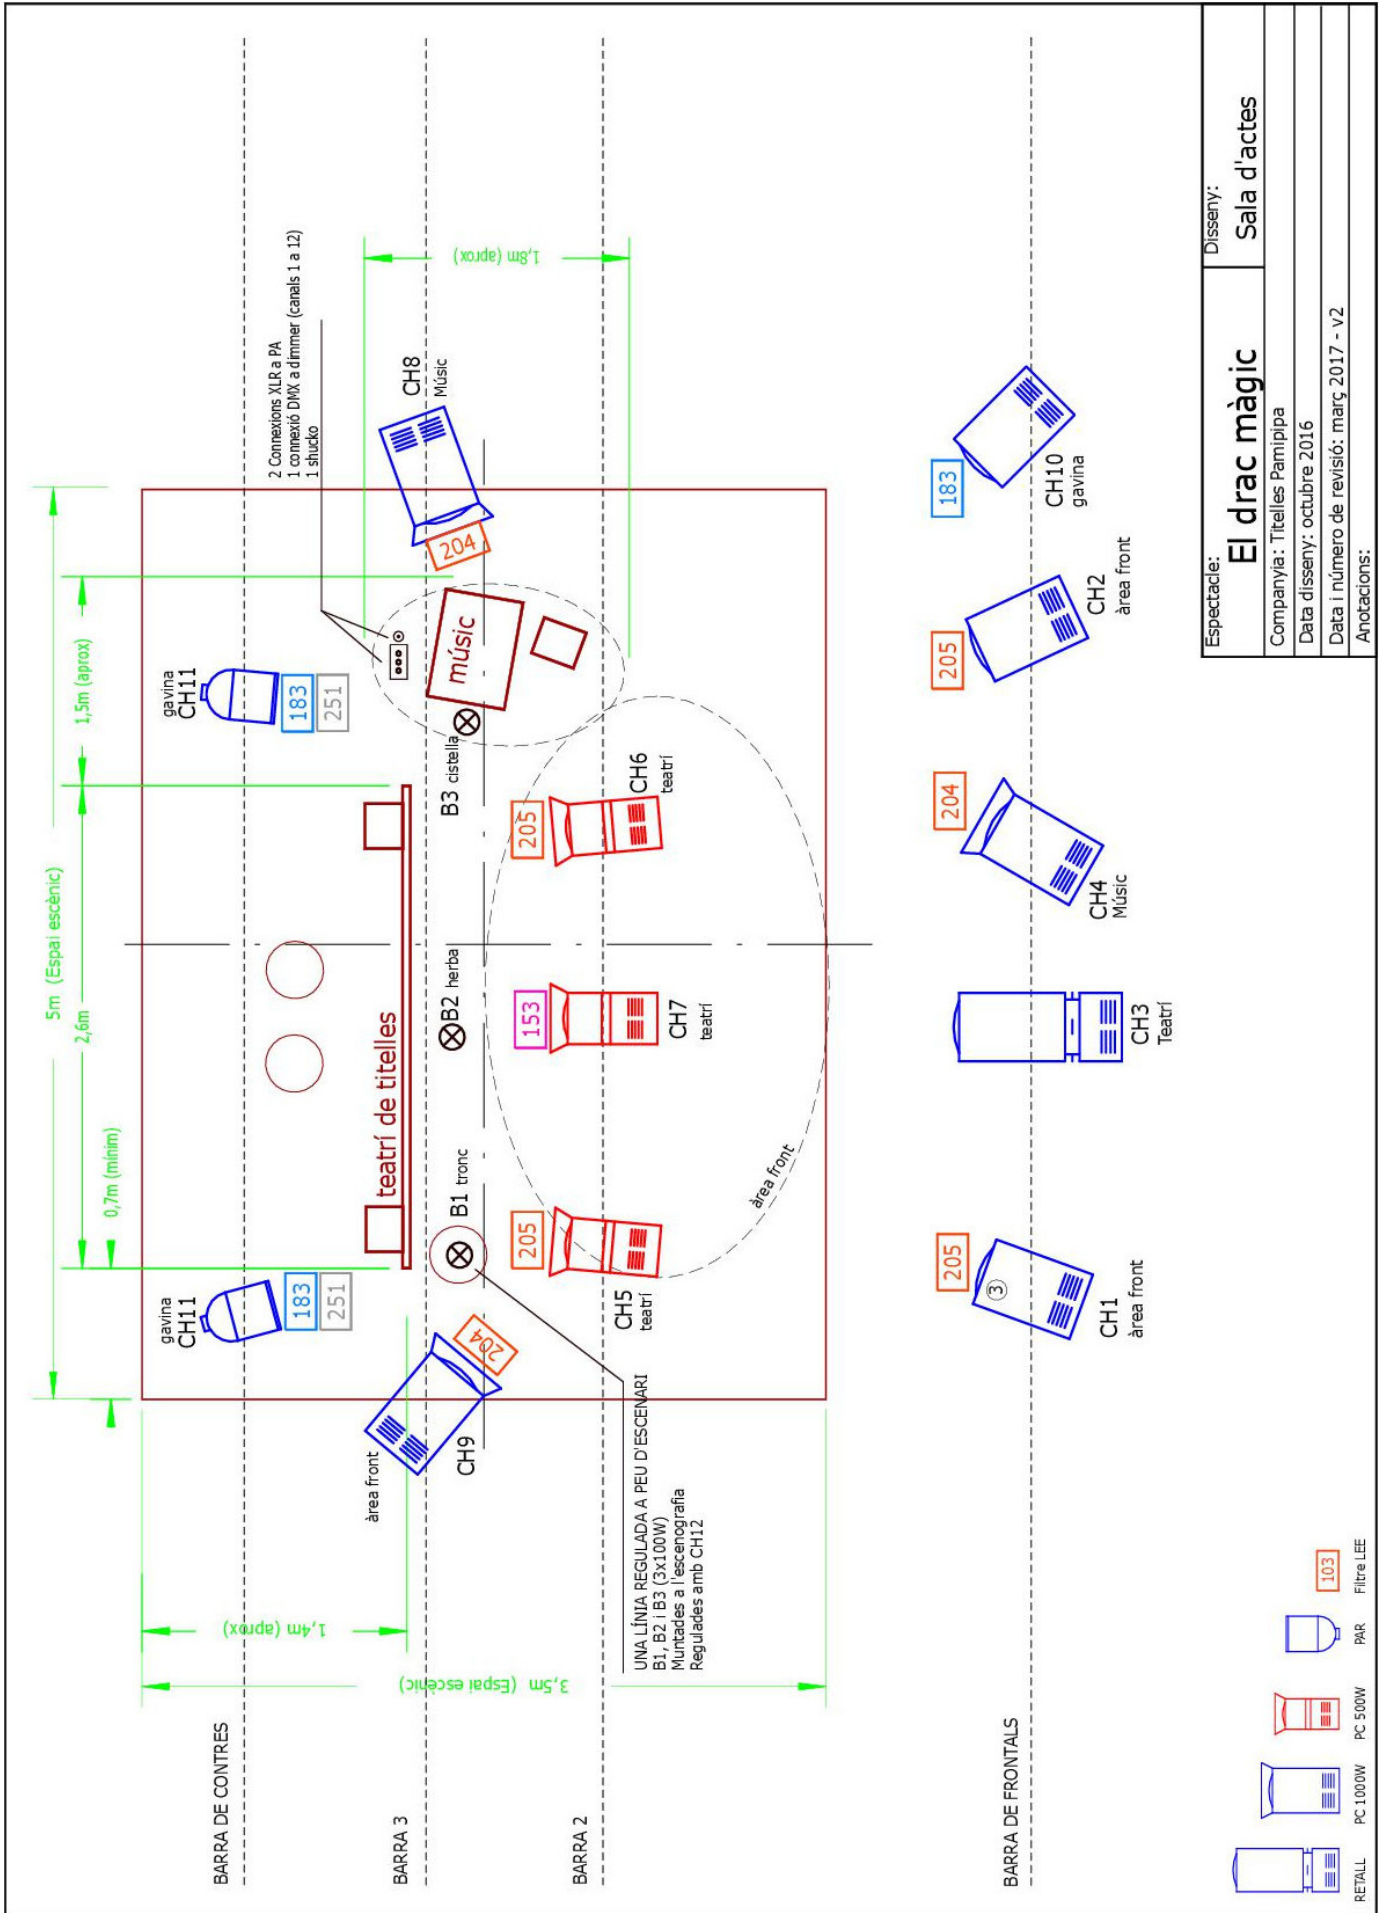 gavina
CH11
183
251
gavina
CH11
183
251
5m (Espai escènic)
2,6m
0,7m (mínim)
1,5m (aprox)
1,8m (aprox)
1,4m (aprox)
3,5m (Espai escènic)
2 Connexions XLR a PA
1 connexió DMX a dimmer (canals 1 a 12)
1 shucko
teatrí de titelles
músic
BARRA DE CONTRES
BARRA 3
BARRA 2
BARRA DE FRONTALS
àrea front
CH9
204
CH8
Músic
204
B1 tronc
B2 herba
B3 cistella
205
CH5
teatrí
153
CH7
teatrí
205
CH6
teatrí
àrea front
UNA LÍNIA REGULADA A PEU D'ESCENARI
B1, B2 i B3 (3x100W)
Muntades a l'escenografia
Regulades amb CH12
205
3
CH1
àrea front
CH3
Teatrí
204
CH4
Músic
205
CH2
àrea front
183
CH10
gavina
RETALL
PC 1000W
PC 500W
PAR
103
Filtre LEE
Espectacle:
El drac màgic
Disseny:
Sala d'actes
Companyia: Titelles Pamipipa
Data disseny: octubre 2016
Data i número de revisió: març 2017 - v2
Anotacions: